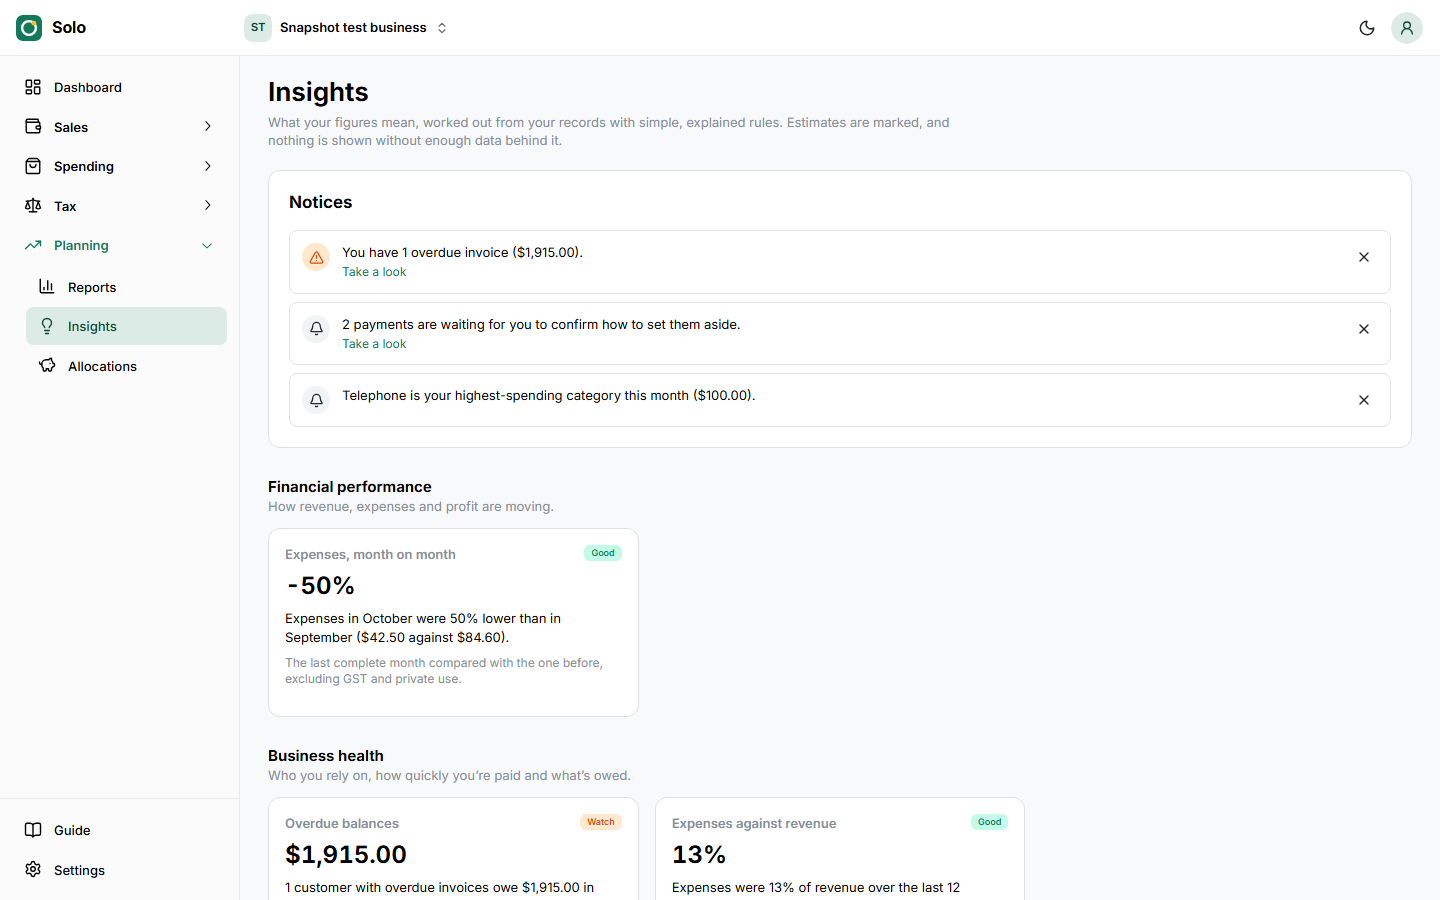 Solo
ST Snapshot test business
Dashboard
Sales
Spending
Tax
Planning
Reports
Insights
Allocations
Guide
Settings
Insights
What your figures mean, worked out from your records with simple, explained rules. Estimates are marked, and
nothing is shown without enough data behind it.
Notices
You have 1 overdue invoice ($1,915.00).
Take a look
2 payments are waiting for you to confirm how to set them aside.
Take a look
Telephone is your highest-spending category this month ($100.00).
Financial performance
How revenue, expenses and profit are moving.
Expenses, month on month
Good
-50%
Expenses in October were 50% lower than in
September ($42.50 against $84.60).
The last complete month compared with the one before,
excluding GST and private use.
Business health
Who you rely on, how quickly you’re paid and what’s owed.
Overdue balances
Watch
$1,915.00
1 customer with overdue invoices owe $1,915.00 in
Expenses against revenue
Good
13%
Expenses were 13% of revenue over the last 12